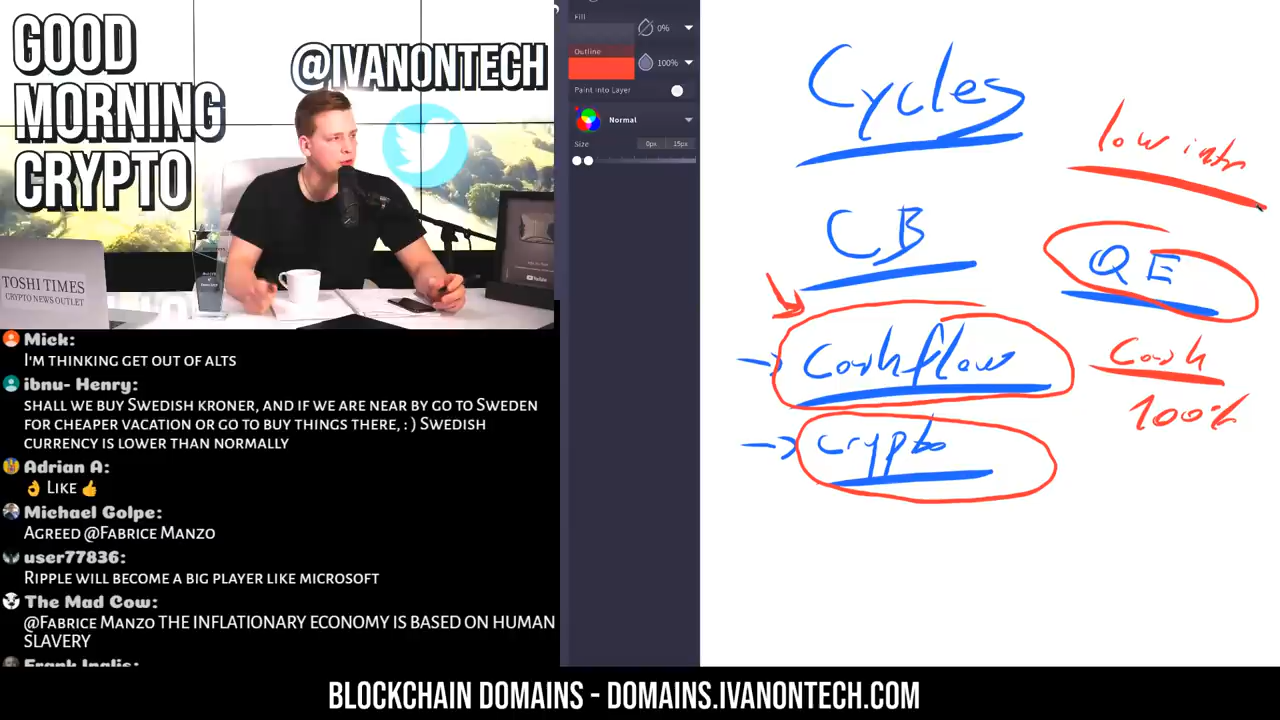 GOOD
MORNING
CRYPTO
@IVANONTECH
TOSHI TIMES
CRYPTO NEWS OUTLET
YouTube
Fill
0%
Outline
100%
Paint Into Layer
Normal
Size
0px
15px
Cycles
low intr
CB
QE
Cashflow
Cash
100%
crypto
Mick:
I'M THINKING GET OUT OF ALTS
ibnu- Henry:
SHALL WE BUY SWEDISH KRONER, AND IF WE ARE NEAR BY GO TO SWEDEN
FOR CHEAPER VACATION OR GO TO BUY THINGS THERE, : ) SWEDISH
CURRENCY IS LOWER THAN NORMALLY
Adrian A:
👌 LIKE 👍
Michael Golpe:
AGREED @FABRICE MANZO
user77836:
RIPPLE WILL BECOME A BIG PLAYER LIKE MICROSOFT
The Mad Cow:
@FABRICE MANZO THE INFLATIONARY ECONOMY IS BASED ON HUMAN
SLAVERY
Frank Inglis:
BLOCKCHAIN DOMAINS - DOMAINS.IVANONTECH.COM